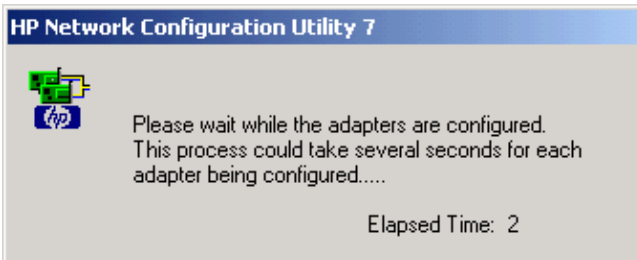 HP Network Configuration Utility 7
hp
Please wait while the adapters are configured.
This process could take several seconds for each
adapter being configured.....
Elapsed Time: 2